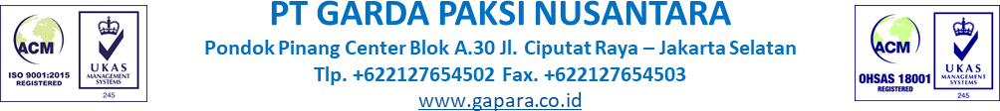 PT GARDA PAKSI NUSANTARA
Pondok Pinang Center Blok A.30 Jl. Ciputat Raya – Jakarta Selatan
Tlp. +622127654502 Fax. +622127654503
www.gapara.co.id
ACM
ISO 9001:2015
REGISTERED
UKAS
MANAGEMENT
SYSTEMS
245
ACM
OHSAS 18001
REGISTERED
UKAS
MANAGEMENT
SYSTEMS
245